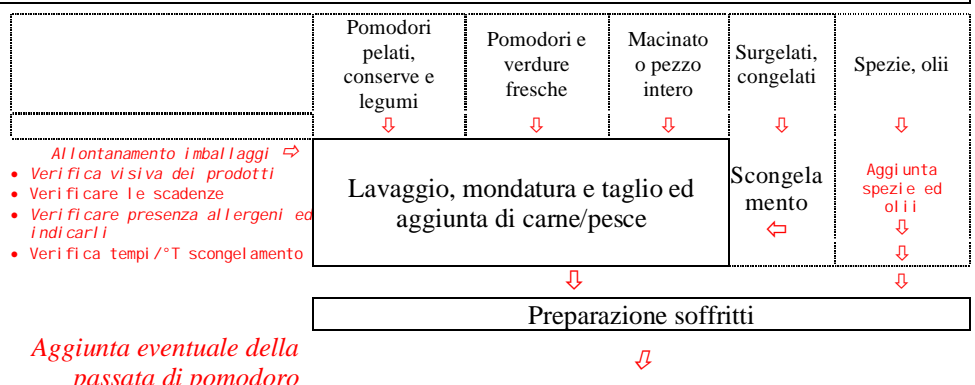 Pomodori
pelati,
conserve e
legumi
Pomodori e
verdure
fresche
Macinato
o pezzo
intero
Surgelati,
congelati
Spezie, olii
⇩ ⇩ ⇩ ⇩ ⇩
Allontanamento imballaggi ⇨
• Verifica visiva dei prodotti
• Verificare le scadenze
• Verificare presenza allergeni ed
indicarli
• Verifica tempi/°T scongelamento
Lavaggio, mondatura e taglio ed
aggiunta di carne/pesce
Scongela
mento
⇦
Aggiunta
spezie ed
olii
⇩
⇩
⇩ ⇩
Preparazione soffritti
Aggiunta eventuale della
passata di pomodoro
⇩